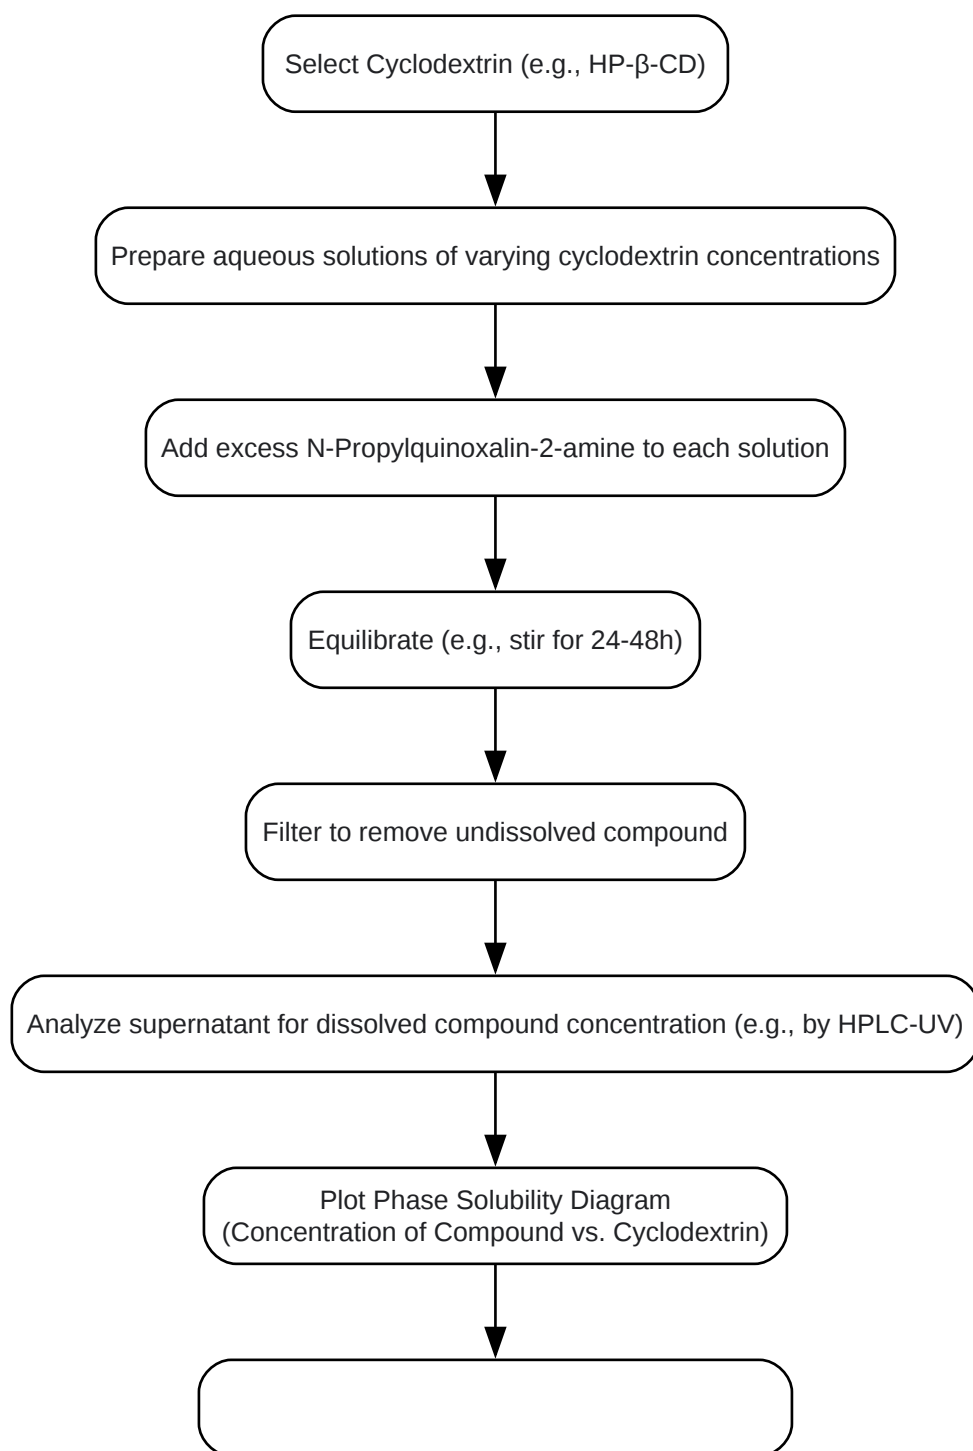 Select Cyclodextrin (e.g., HP-β-CD)
Prepare aqueous solutions of varying cyclodextrin concentrations
Add excess N-Propylquinoxalin-2-amine to each solution
Equilibrate (e.g., stir for 24-48h)
Filter to remove undissolved compound
Analyze supernatant for dissolved compound concentration (e.g., by HPLC-UV)
Plot Phase Solubility Diagram
(Concentration of Compound vs. Cyclodextrin)